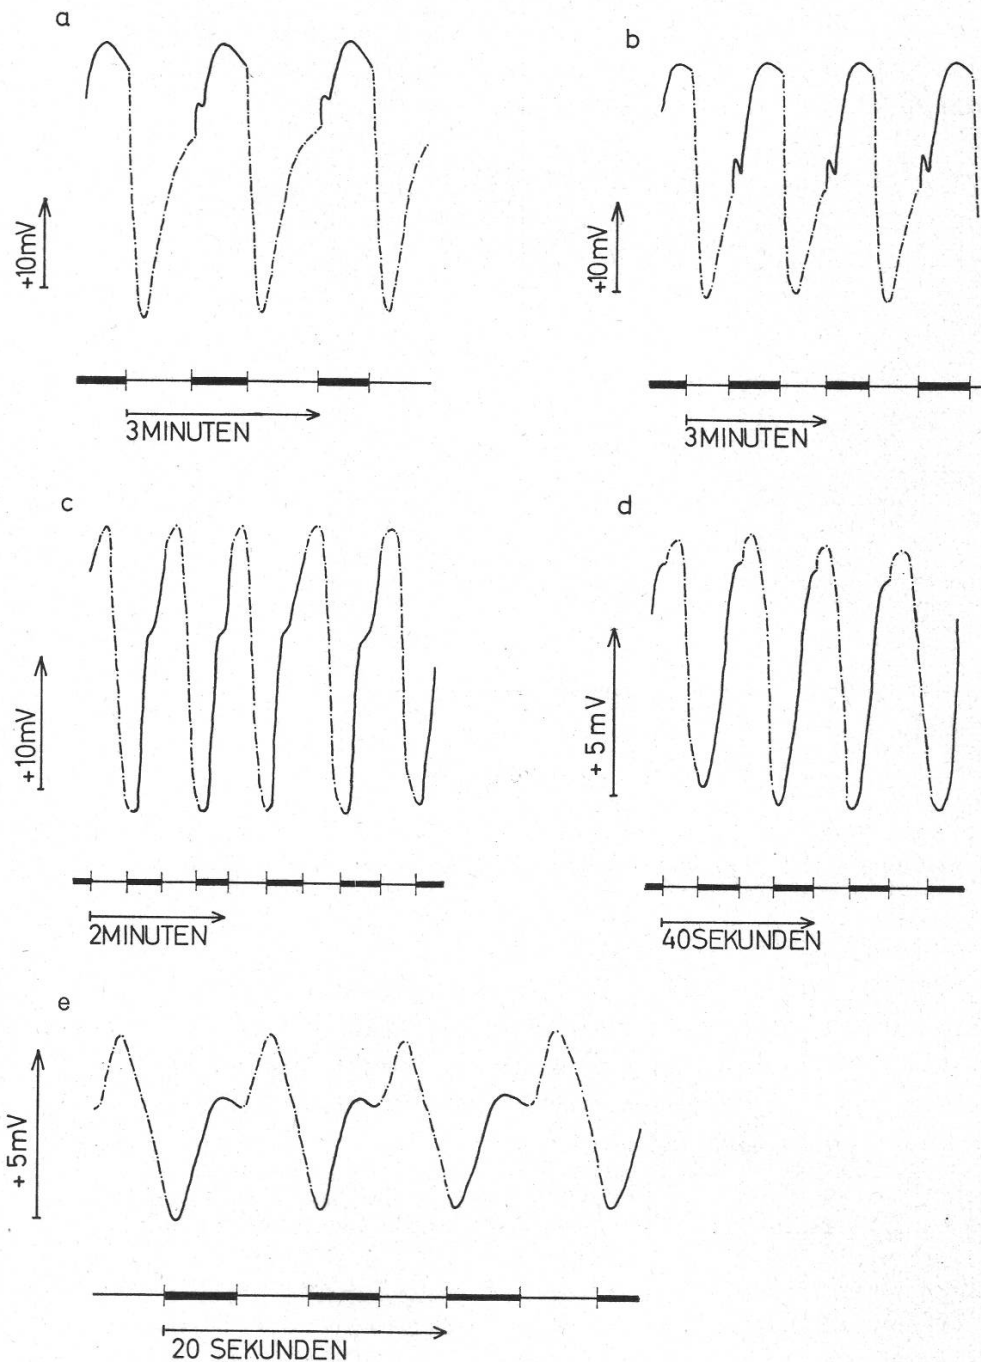 a
+10mV
3MINUTEN
b
+10mV
3MINUTEN
c
+10mV
2MINUTEN
d
+ 5 mV
40SEKUNDEN
e
+ 5mV
20 SEKUNDEN